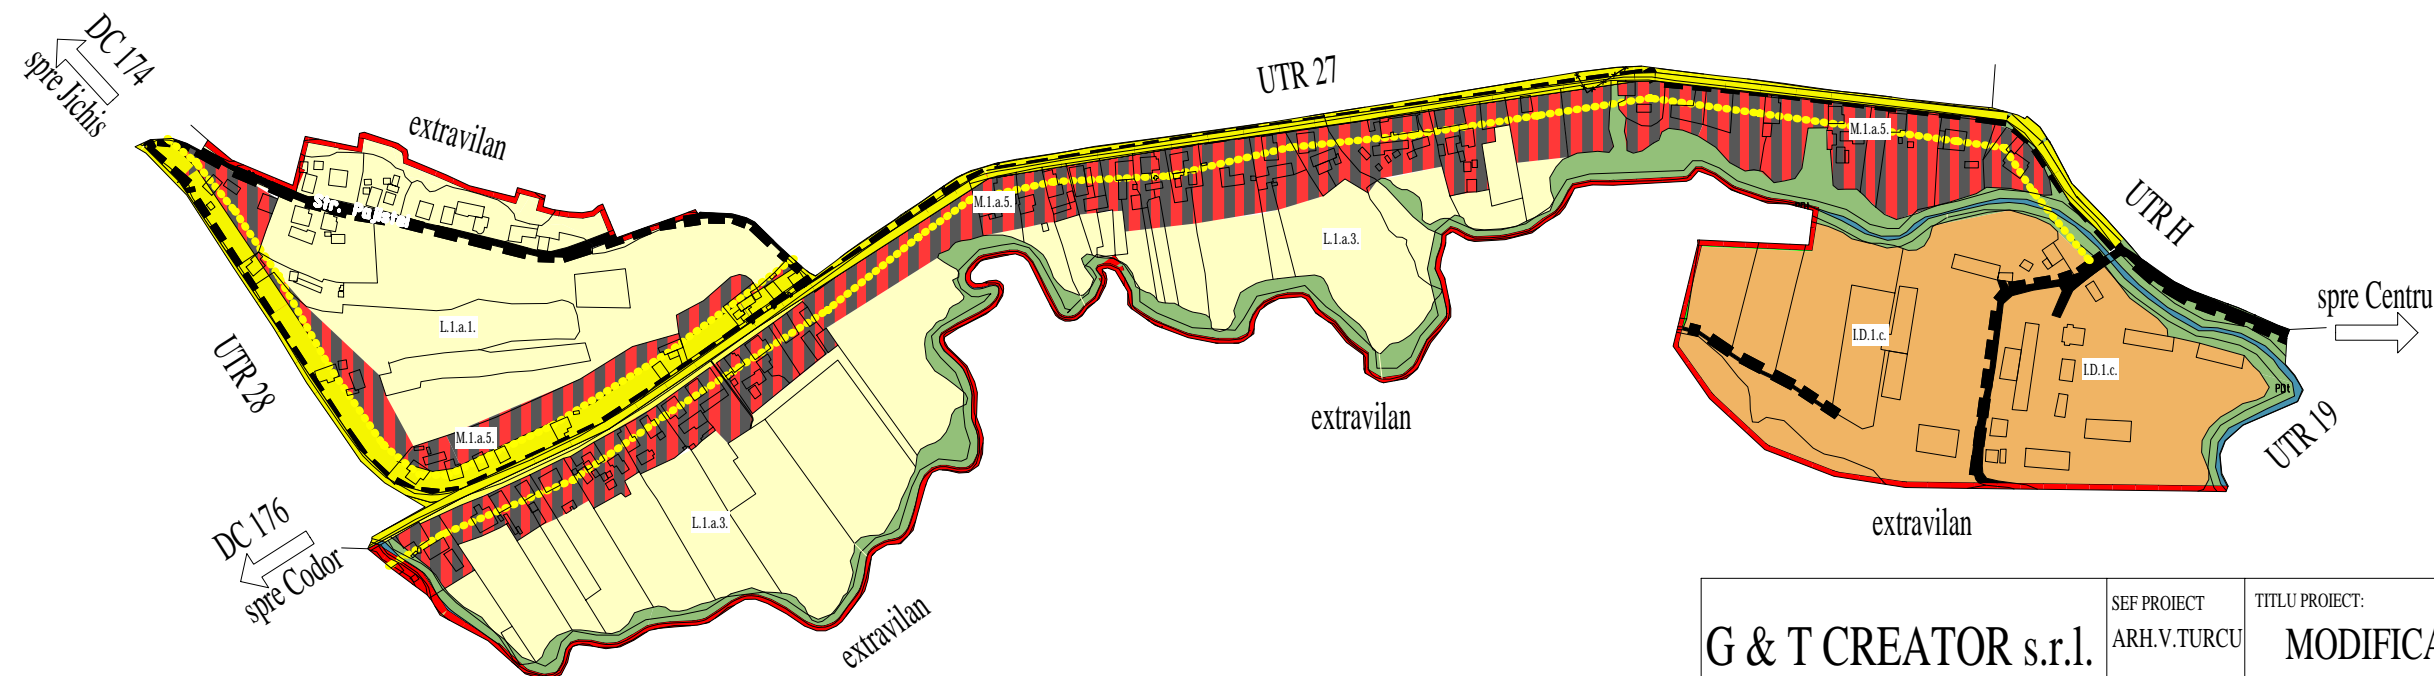 DC 174
spre Jichis
extravilan
UTR 27
M.1.a.5.
UTR H
M.1.a.5.
L.1.a.3.
spre Centru
L.1.a.1.
I.D.1.c.
I.D.1.c.
UTR 28
M.1.a.5.
extravilan
UTR 19
DC 176
spre Codor
L.1.a.3.
extravilan
extravilan
G & T CREATOR s.r.l.
SEF PROIECT
ARH.V.TURCU
TITLU PROIECT:
MODIFICA